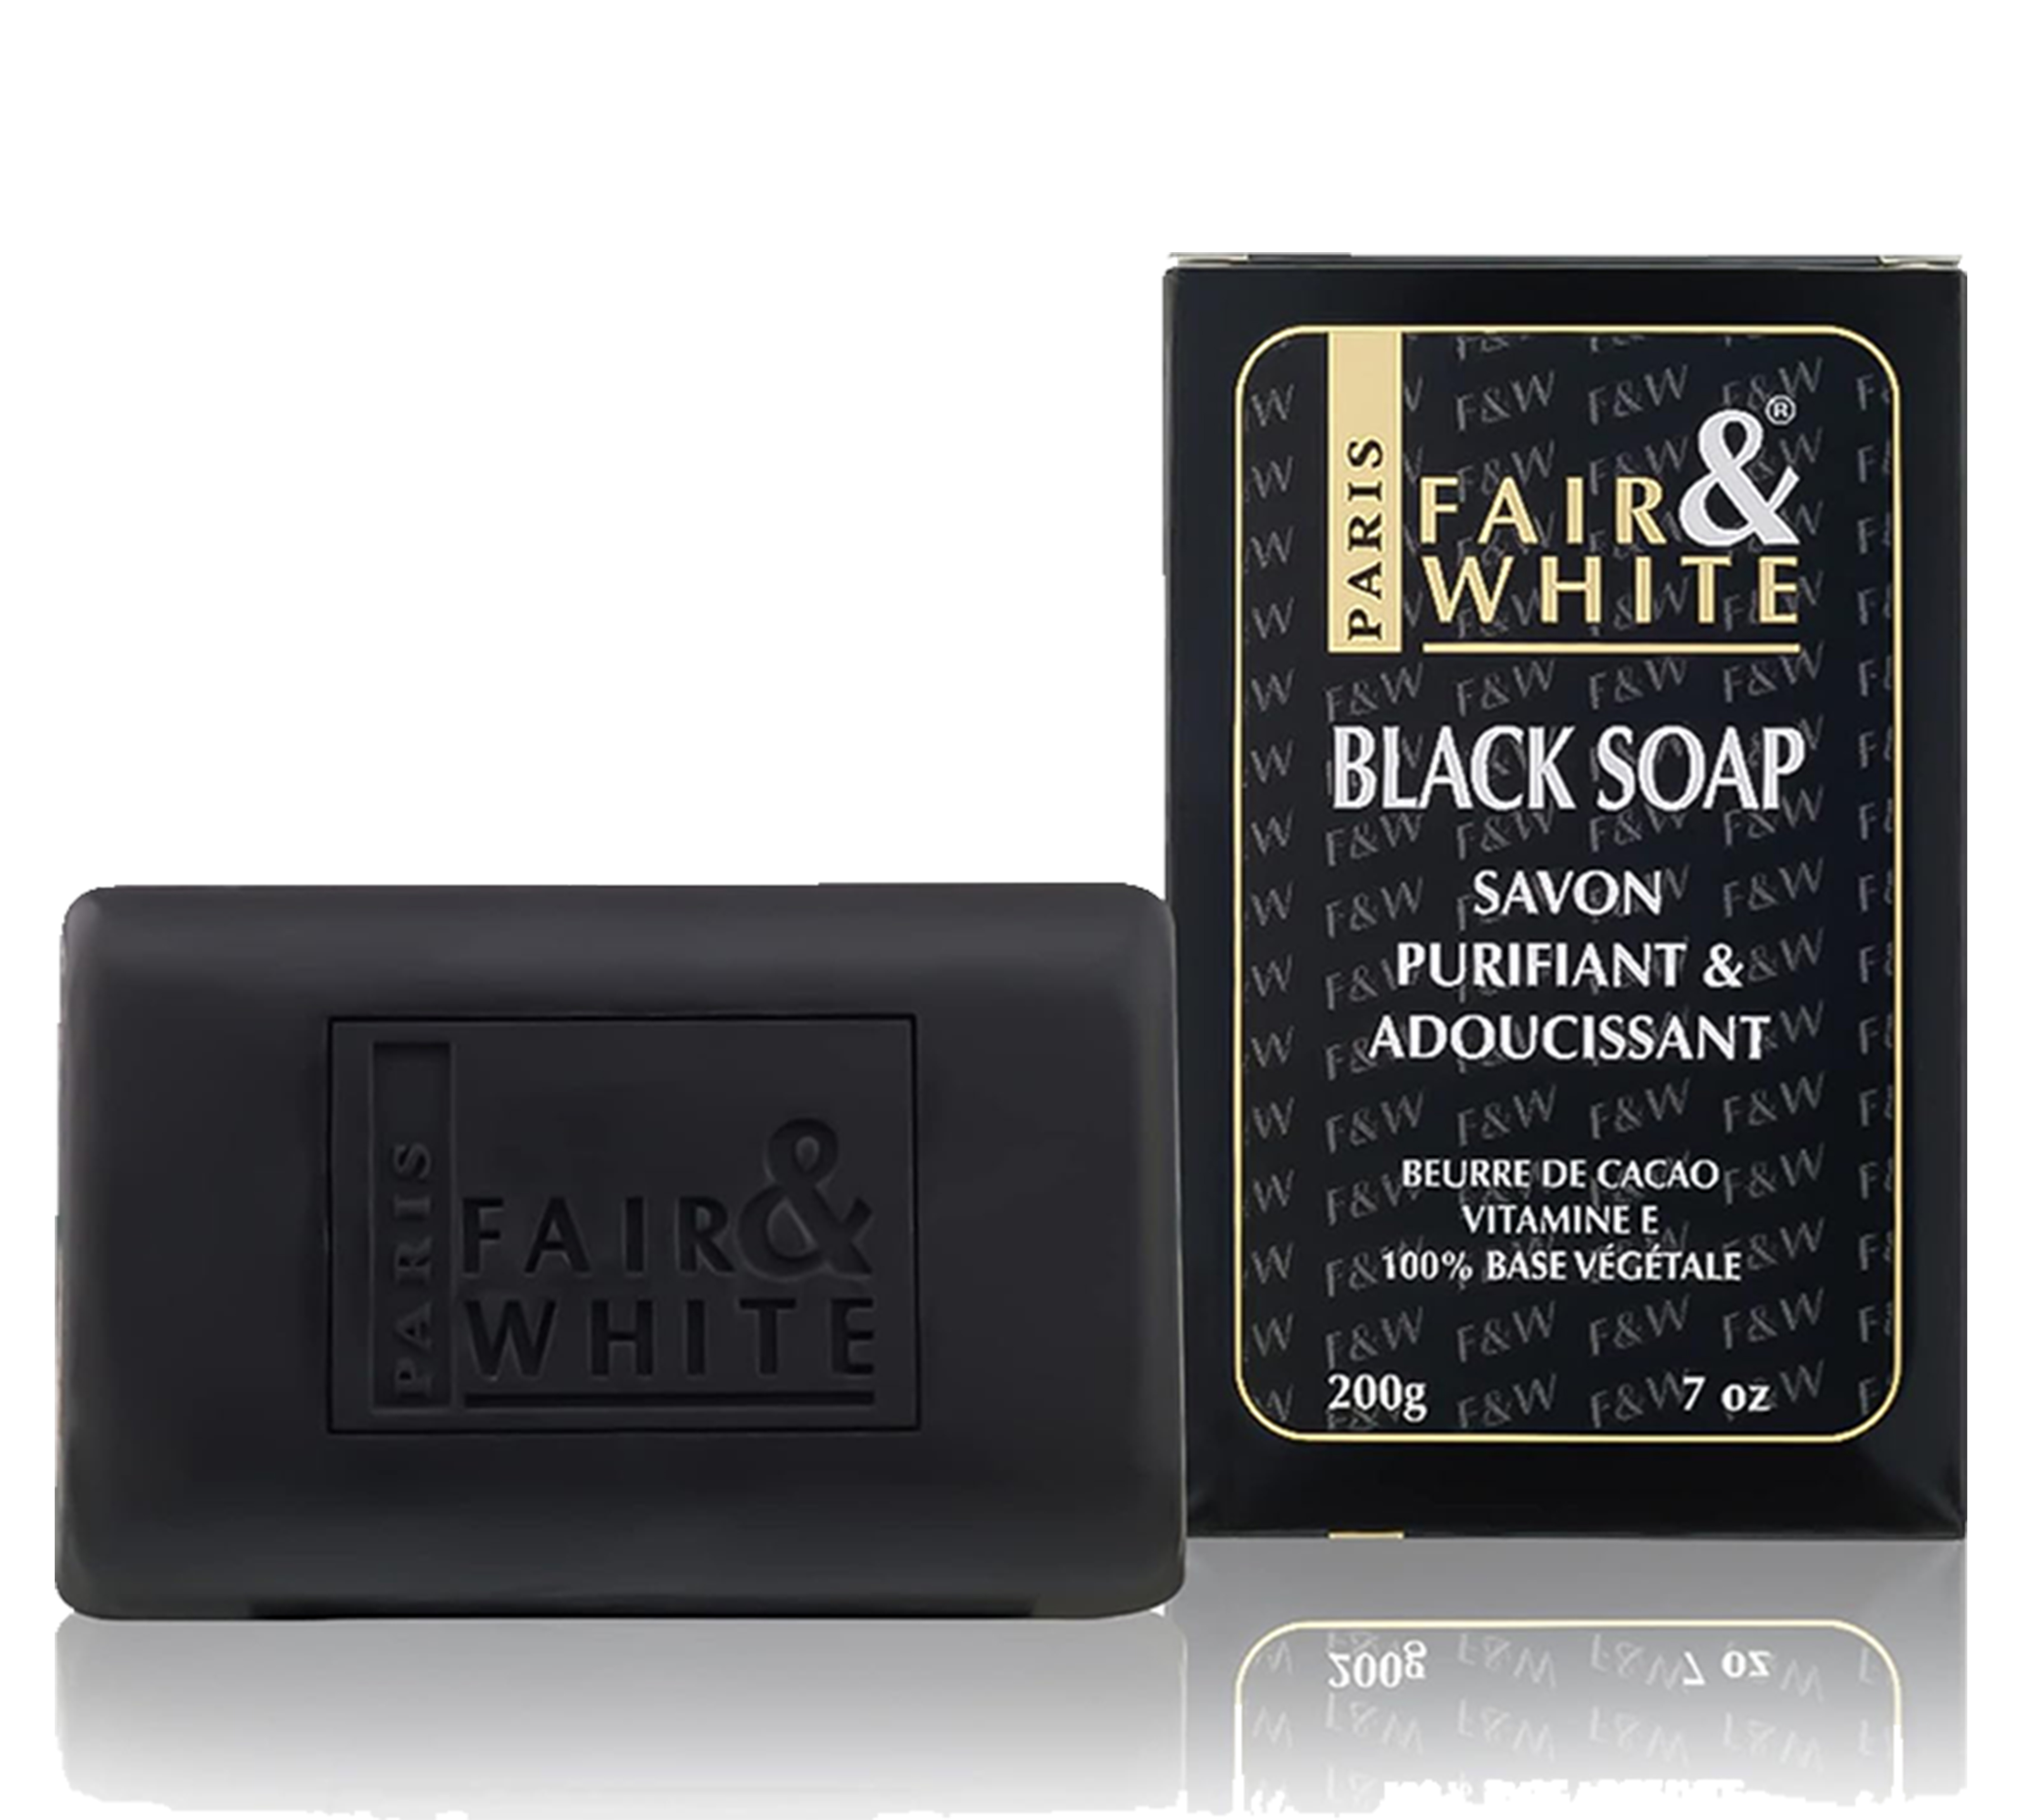 PARIS
FAIR &®
WHITE
BLACK SOAP
SAVON
PURIFIANT &
ADOUCISSANT
BEURRE DE CACAO
VITAMINE E
100% BASE VÉGÉTALE
200g 7 oz
PARIS
FAIR &
WHITE
F&W